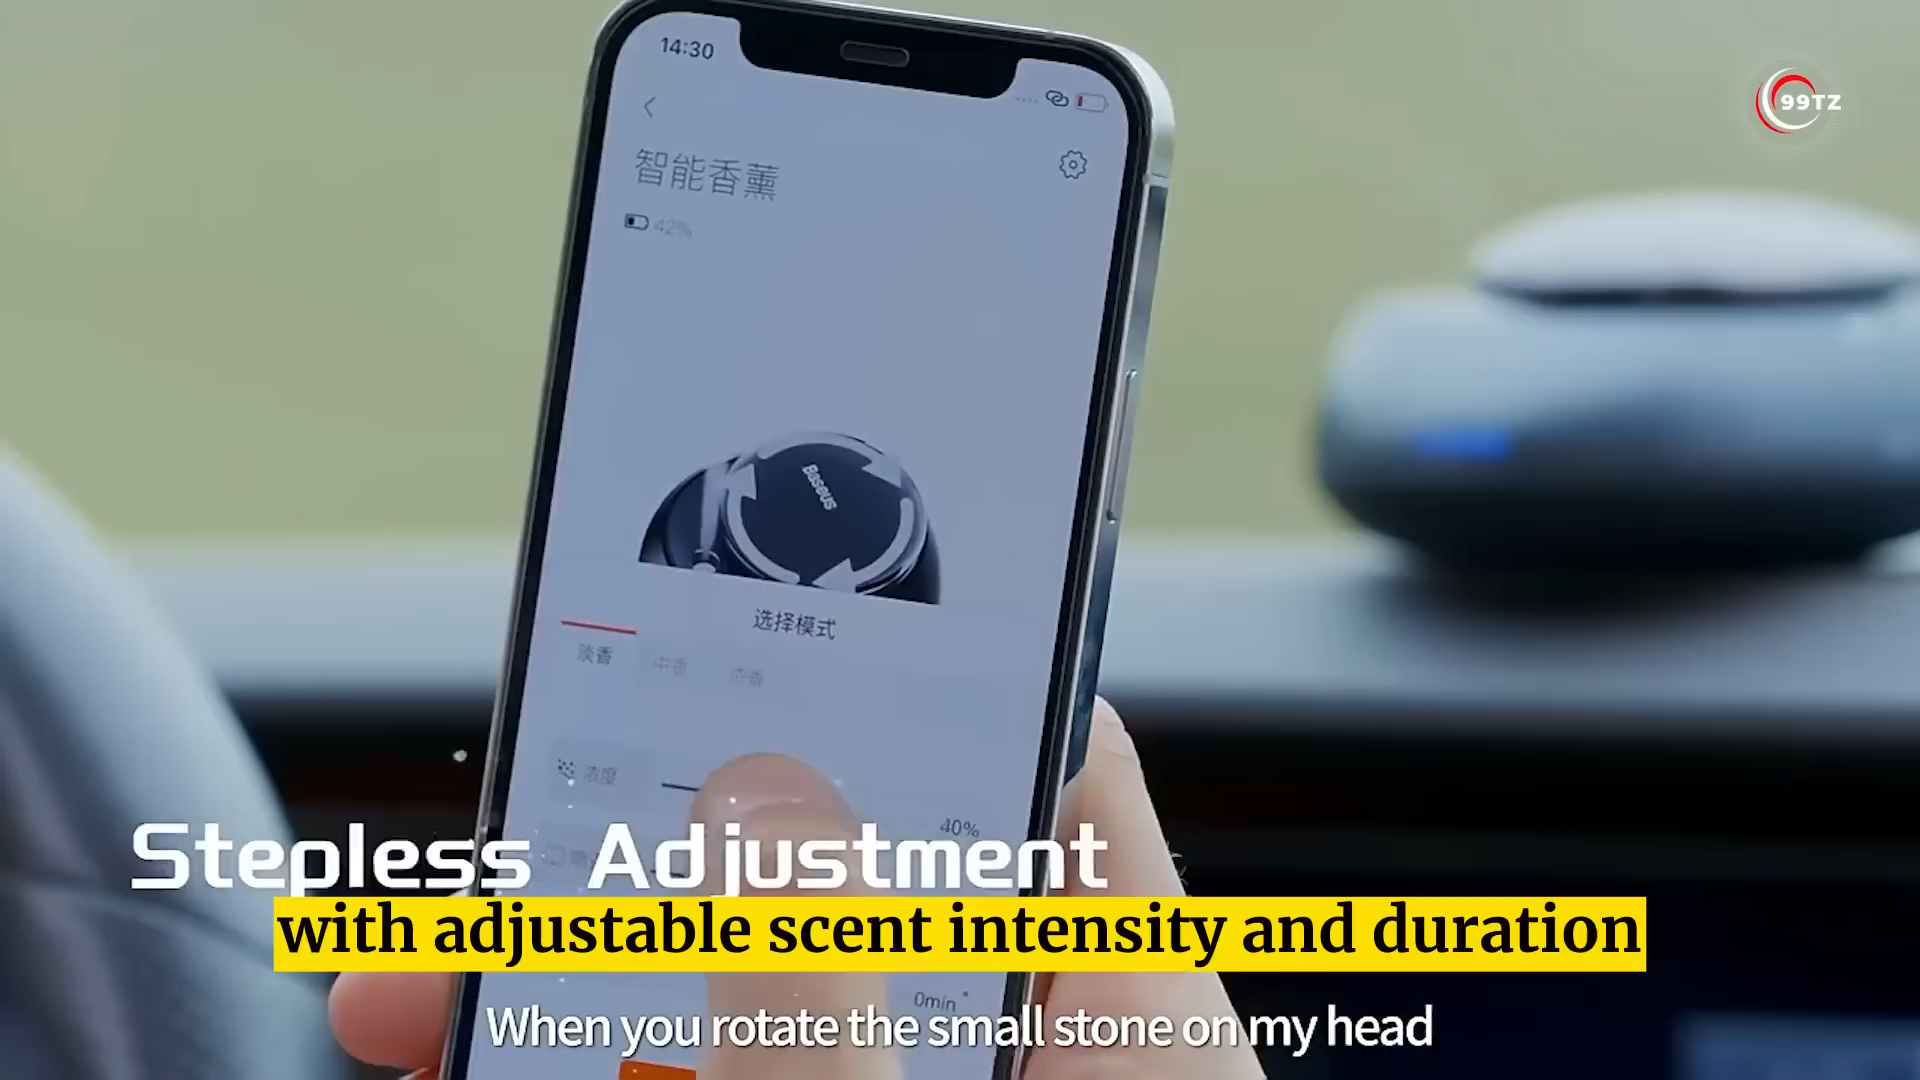 14:30
99TZ
智能香薰
42%
Baseus
选择模式
淡香 中香 浓香
浓度
40%
Stepless Adjustment
with adjustable scent intensity and duration
0min
When you rotate the small stone on my head